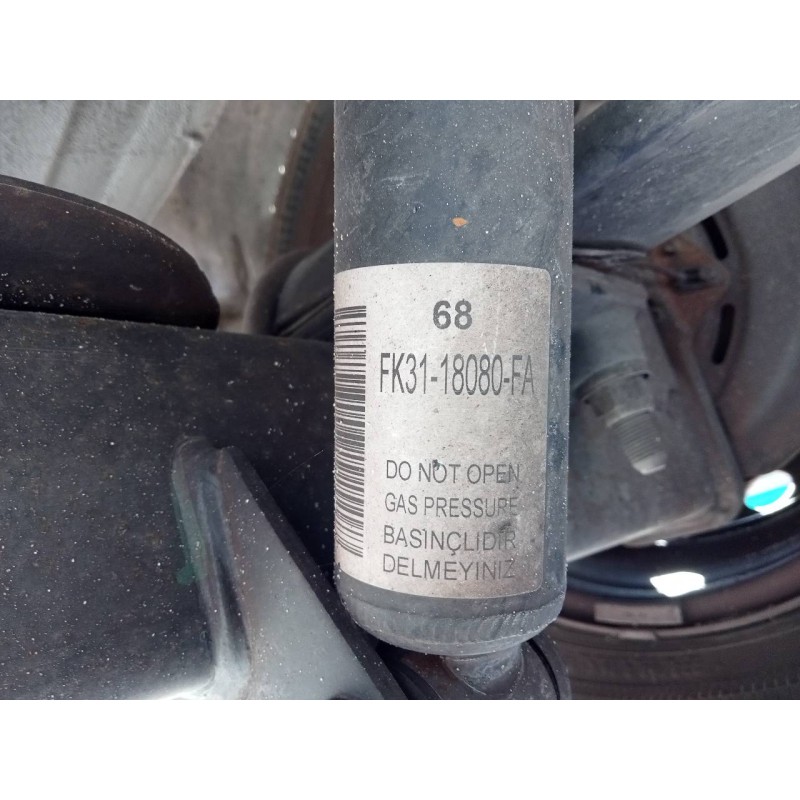 68
FK31-18080-FA
DO NOT OPEN
GAS PRESSURE
BASINÇLIDIR
DELMEYINIZ